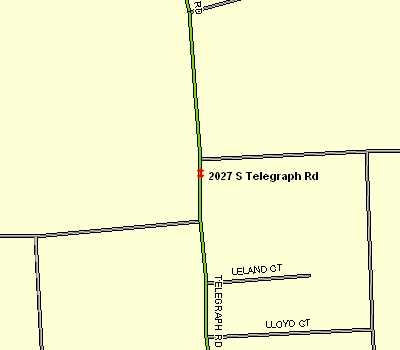 RD
2027 S Telegraph Rd
LELAND CT
TELEGRAPH RD
LLOYD CT